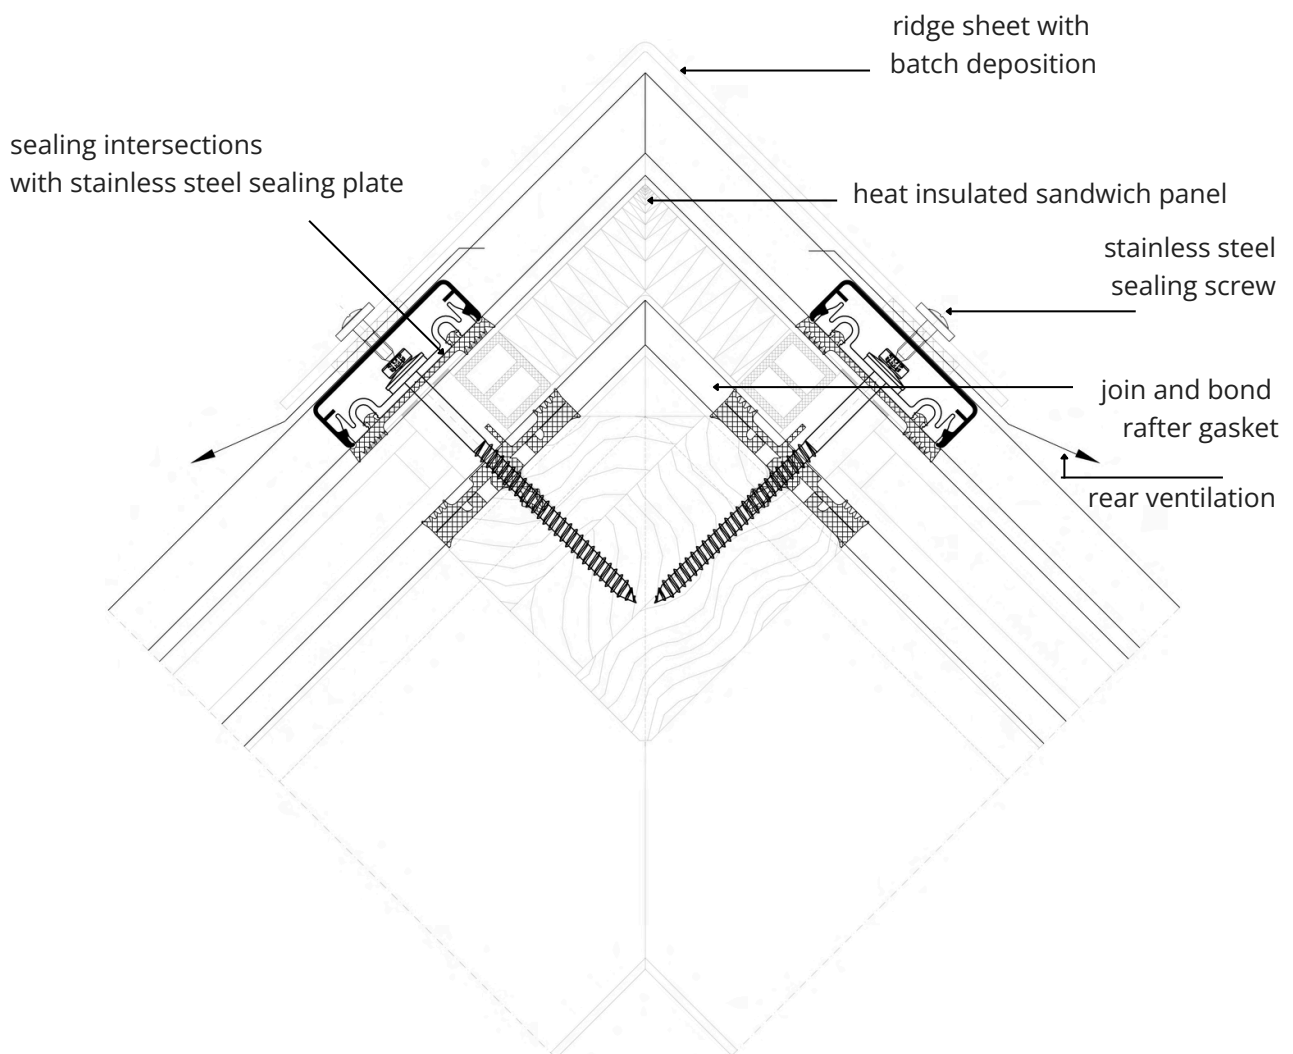 ridge sheet with
batch deposition
sealing intersections
with stainless steel sealing plate
heat insulated sandwich panel
stainless steel
sealing screw
join and bond
rafter gasket
rear ventilation